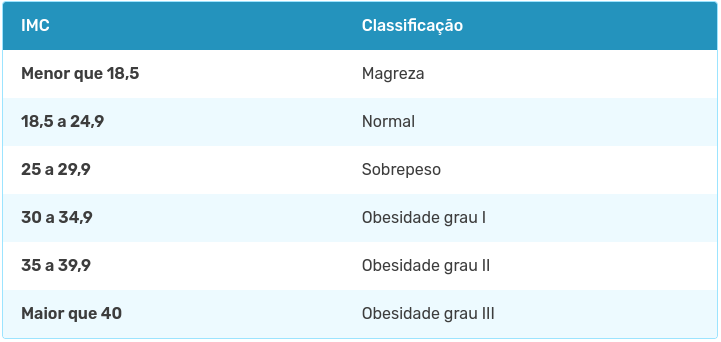 IMC Classificação
Menor que 18,5 Magreza
18,5 a 24,9 Normal
25 a 29,9 Sobrepeso
30 a 34,9 Obesidade grau I
35 a 39,9 Obesidade grau II
Maior que 40 Obesidade grau III